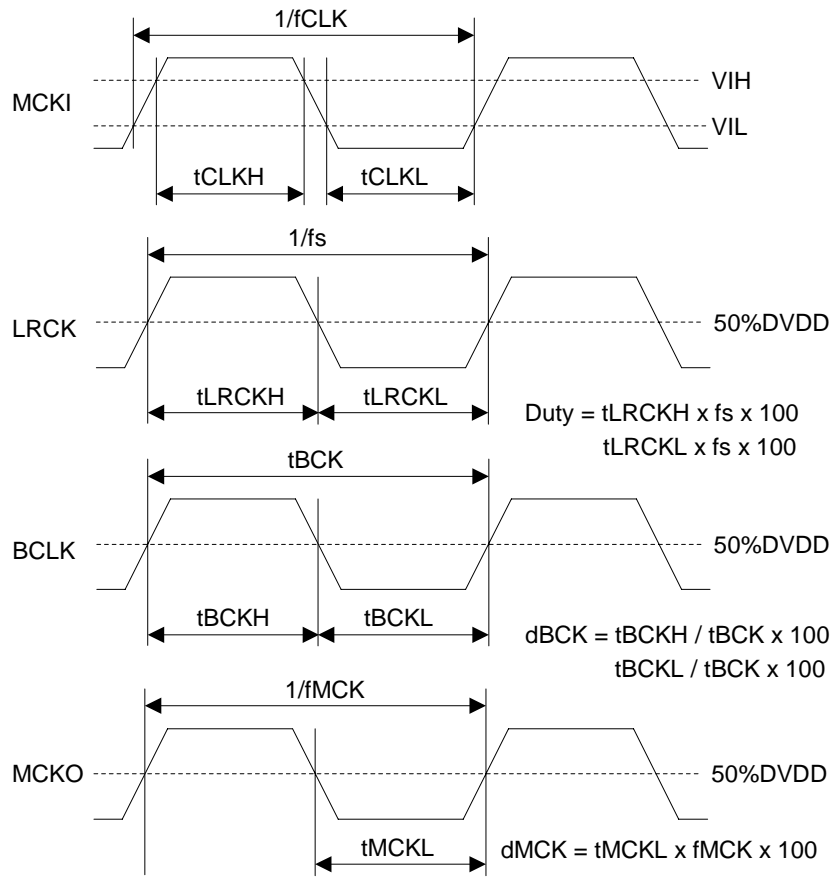 1/fCLK
MCKI
VIH
VIL
tCLKH
tCLKL
1/fs
LRCK
50%DVDD
tLRCKH
tLRCKL
Duty = tLRCKH x fs x 100
tLRCKL x fs x 100
tBCK
BCLK
50%DVDD
tBCKH
tBCKL
dBCK = tBCKH / tBCK x 100
tBCKL / tBCK x 100
1/fMCK
MCKO
50%DVDD
tMCKL
dMCK = tMCKL x fMCK x 100